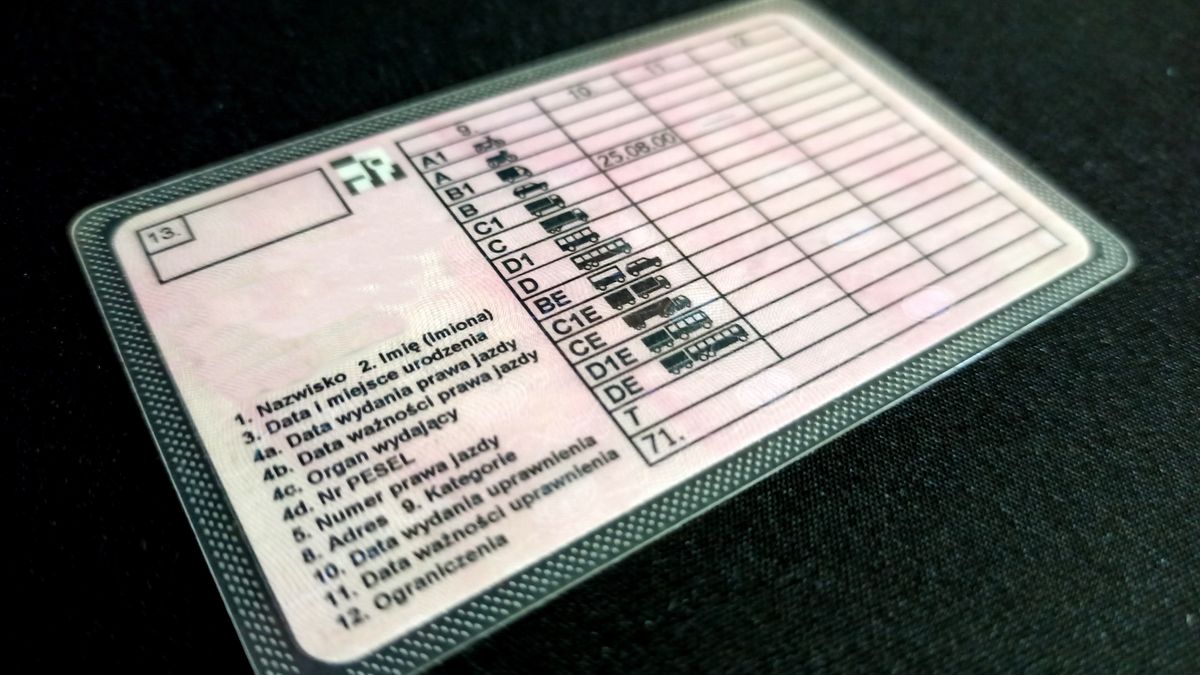 13.
9 10 11 12
A1
A
B1
B 25.08.00
C1
C
D1
D
BE
C1E
CE
D1E
DE
T
71.
1. Nazwisko 2. Imię (Imiona)
3. Data i miejsce urodzenia
4a. Data wydania prawa jazdy
4b. Data ważności prawa jazdy
4c. Organ wydający
4d. Nr PESEL
5. Numer prawa jazdy
8. Adres 9. Kategorie
10. Data wydania uprawnienia
11. Data ważności uprawnienia
12. Ograniczenia